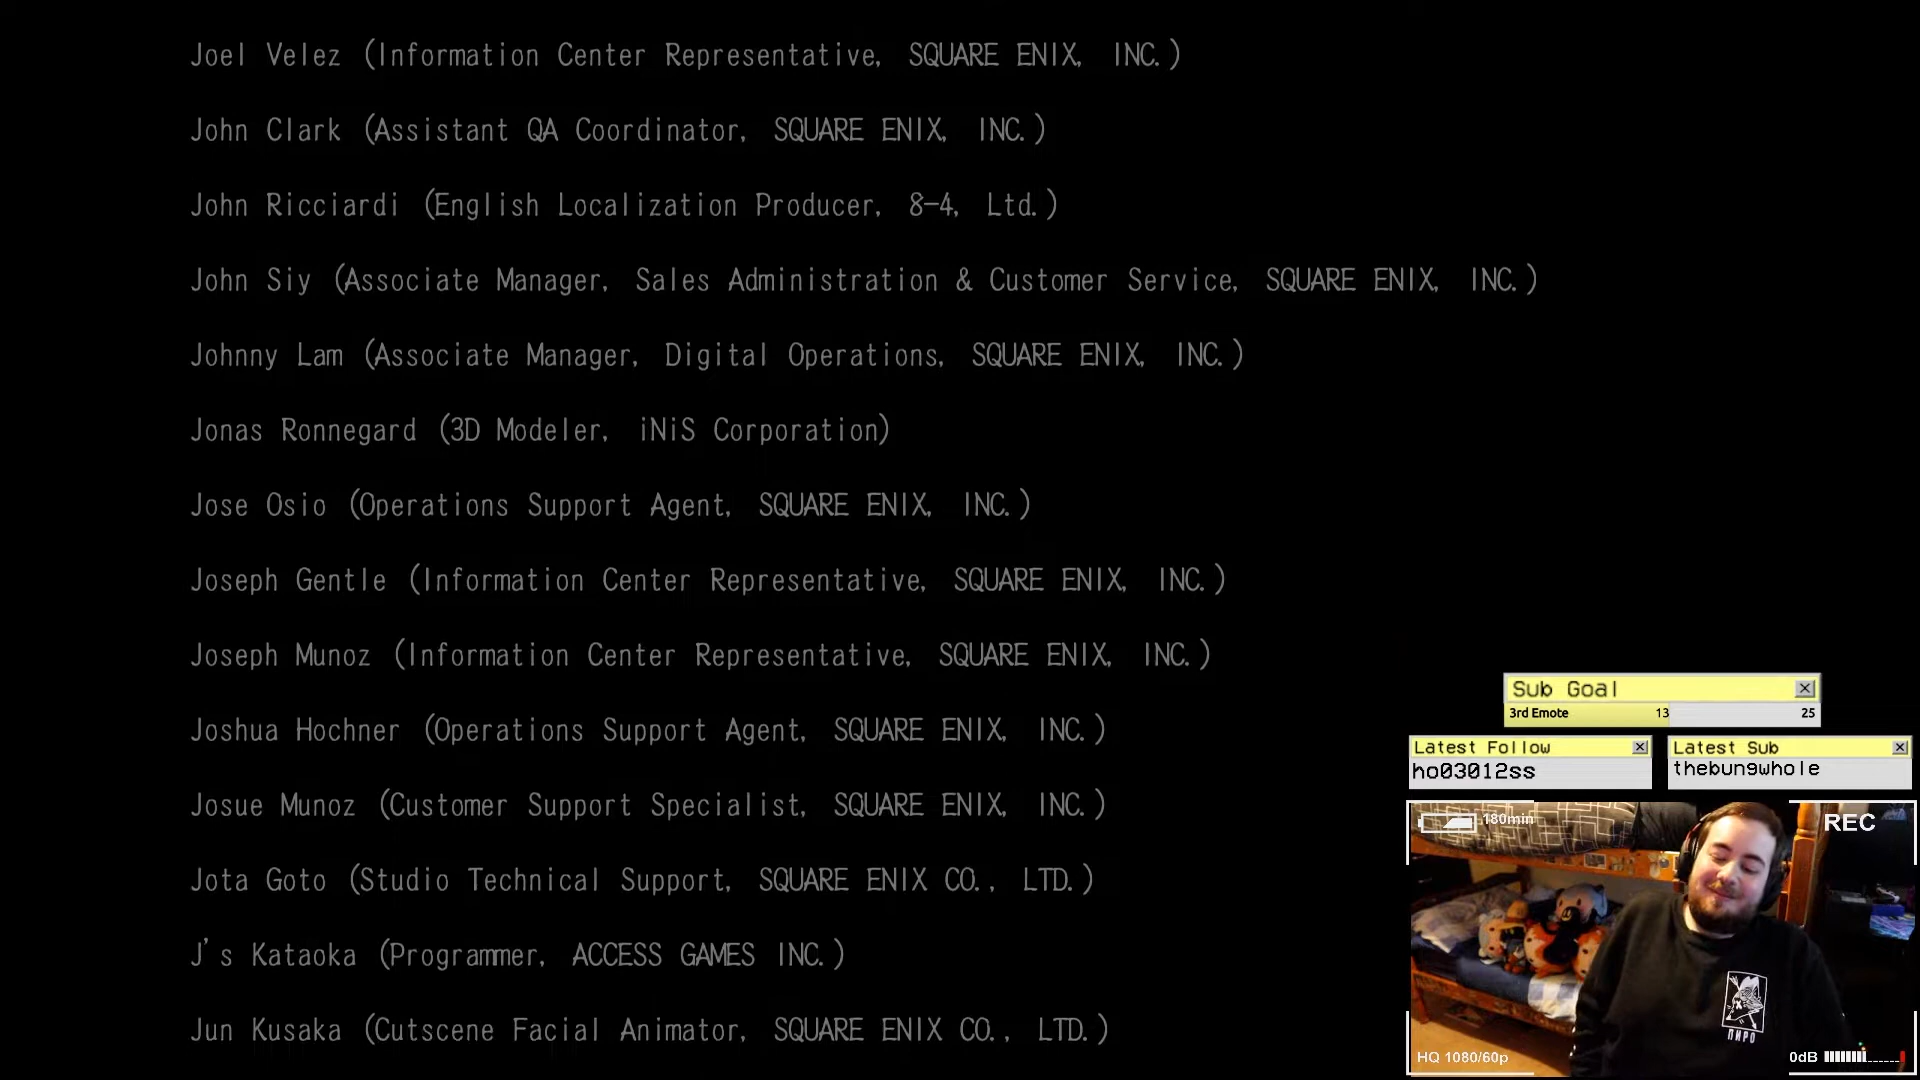 Joel Velez (Information Center Representative, SQUARE ENIX, INC.)
John Clark (Assistant QA Coordinator, SQUARE ENIX, INC.)
John Ricciardi (English Localization Producer, 8-4, Ltd.)
John Siy (Associate Manager, Sales Administration & Customer Service, SQUARE ENIX, INC.)
Johnny Lam (Associate Manager, Digital Operations, SQUARE ENIX, INC.)
Jonas Ronnegard (3D Modeler, iNiS Corporation)
Jose Osio (Operations Support Agent, SQUARE ENIX, INC.)
Joseph Gentle (Information Center Representative, SQUARE ENIX, INC.)
Joseph Munoz (Information Center Representative, SQUARE ENIX, INC.)
Joshua Hochner (Operations Support Agent, SQUARE ENIX, INC.)
Josue Munoz (Customer Support Specialist, SQUARE ENIX, INC.)
Jota Goto (Studio Technical Support, SQUARE ENIX CO., LTD.)
J's Kataoka (Programmer, ACCESS GAMES INC.)
Jun Kusaka (Cutscene Facial Animator, SQUARE ENIX CO., LTD.)
Sub Goal
3rd Emote 13 25
Latest Follow
ho03012ss
Latest Sub
thebungwhole
180min
REC
ПИРО
HQ 1080/60p
0dB